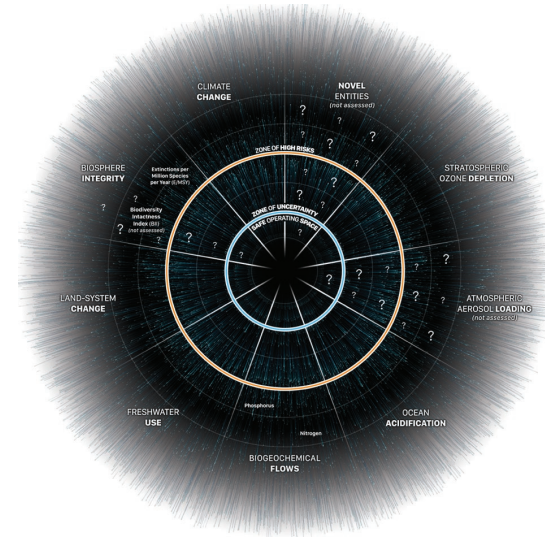 CLIMATE
CHANGE
NOVEL
ENTITIES
(not assessed)
?
?
?
?
?
ZONE OF HIGH RISKS
BIOSPHERE
INTEGRITY
Extinctions per
Million Species
per Year (E/MSY)
STRATOSPHERIC
OZONE DEPLETION
?
?
?
?
?
?
?
Biodiversity
Intactness
Index (BII)
(not assessed)
?
ZONE OF UNCERTAINTY
SAFE OPERATING SPACE
?
?
?
?
?
?
?
?
?
LAND-SYSTEM
CHANGE
?
?
?
?
?
?
?
?
ATMOSPHERIC
AEROSOL LOADING
(not assessed)
FRESHWATER
USE
Phosphorus
Nitrogen
OCEAN
ACIDIFICATION
BIOGEOCHEMICAL
FLOWS